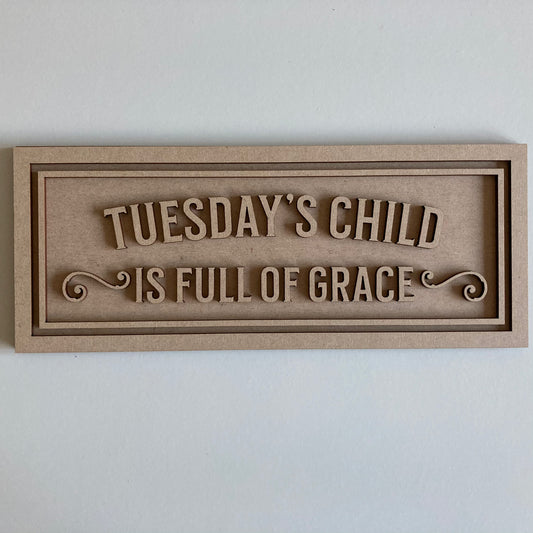 TUESDAY'S CHILD
IS FULL OF GRACE